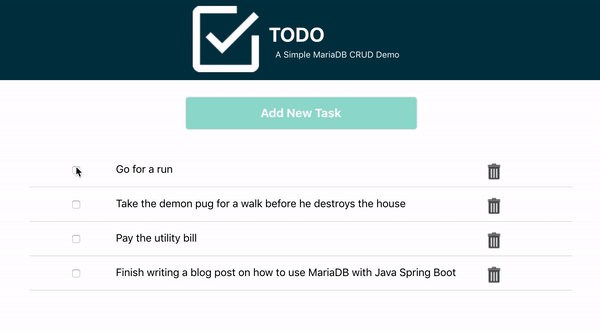 TODO
A Simple MariaDB CRUD Demo
Add New Task
Go for a run
Take the demon pug for a walk before he destroys the house
Pay the utility bill
Finish writing a blog post on how to use MariaDB with Java Spring Boot